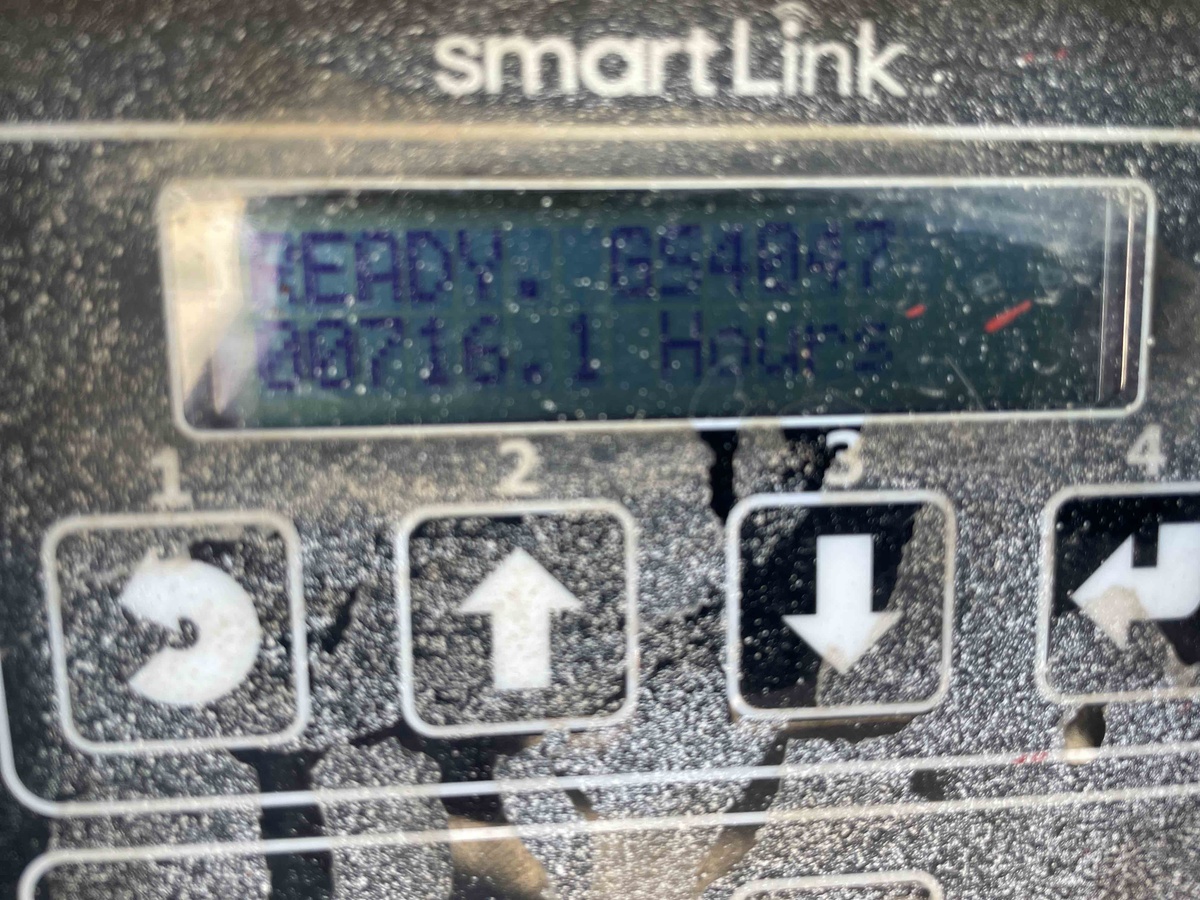 smartLink
READY. GS4047
20716.1 Hours
1 2 3 4